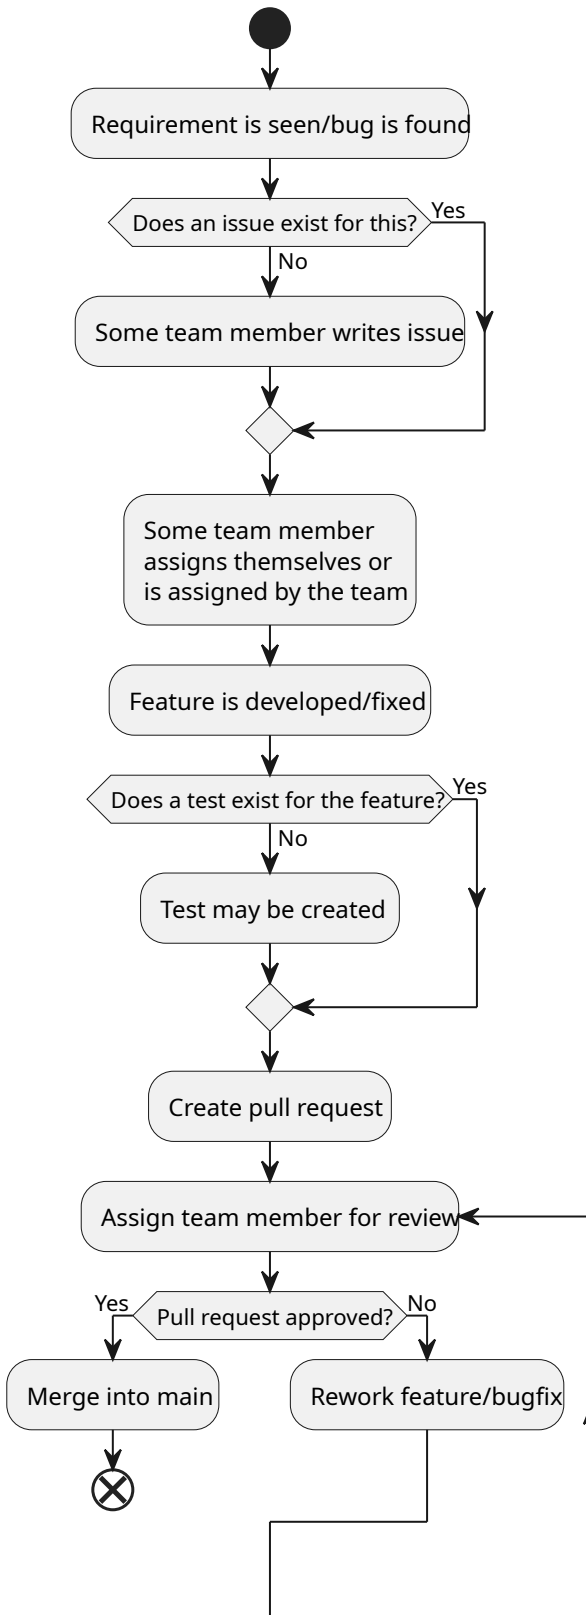 Requirement is seen/bug is found
Does an issue exist for this?
Yes
No
Some team member writes issue
Some team member
assigns themselves or
is assigned by the team
Feature is developed/fixed
Does a test exist for the feature?
Yes
No
Test may be created
Create pull request
Assign team member for review
Yes
Pull request approved?
No
Merge into main
Rework feature/bugfix